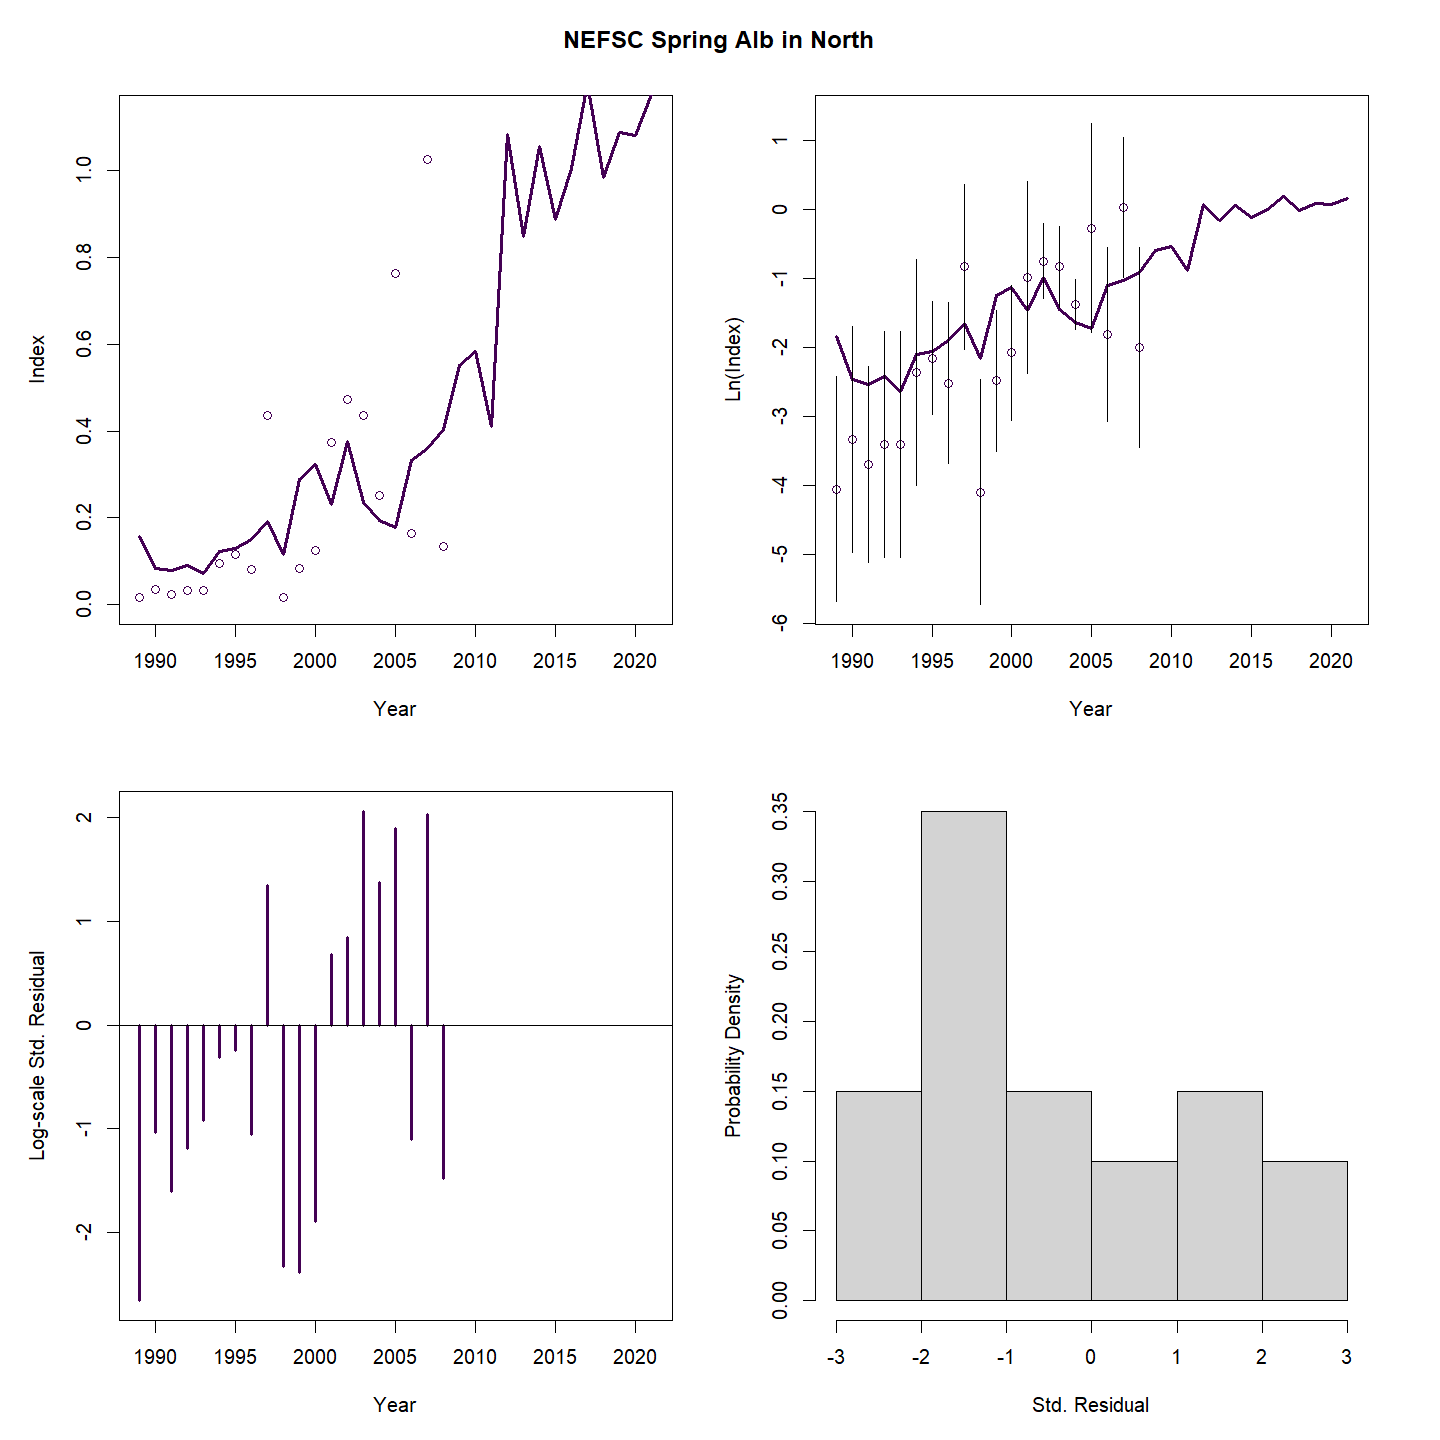 NEFSC Spring Alb in North
Index
0.0 0.2 0.4 0.6 0.8 1.0
1990 1995 2000 2005 2010 2015 2020
Year
Ln(Index)
-6 -5 -4 -3 -2 -1 0 1
1990 1995 2000 2005 2010 2015 2020
Year
Log-scale Std. Residual
-2 -1 0 1 2
1990 1995 2000 2005 2010 2015 2020
Year
Probability Density
0.00 0.05 0.10 0.15 0.20 0.25 0.30 0.35
-3 -2 -1 0 1 2 3
Std. Residual